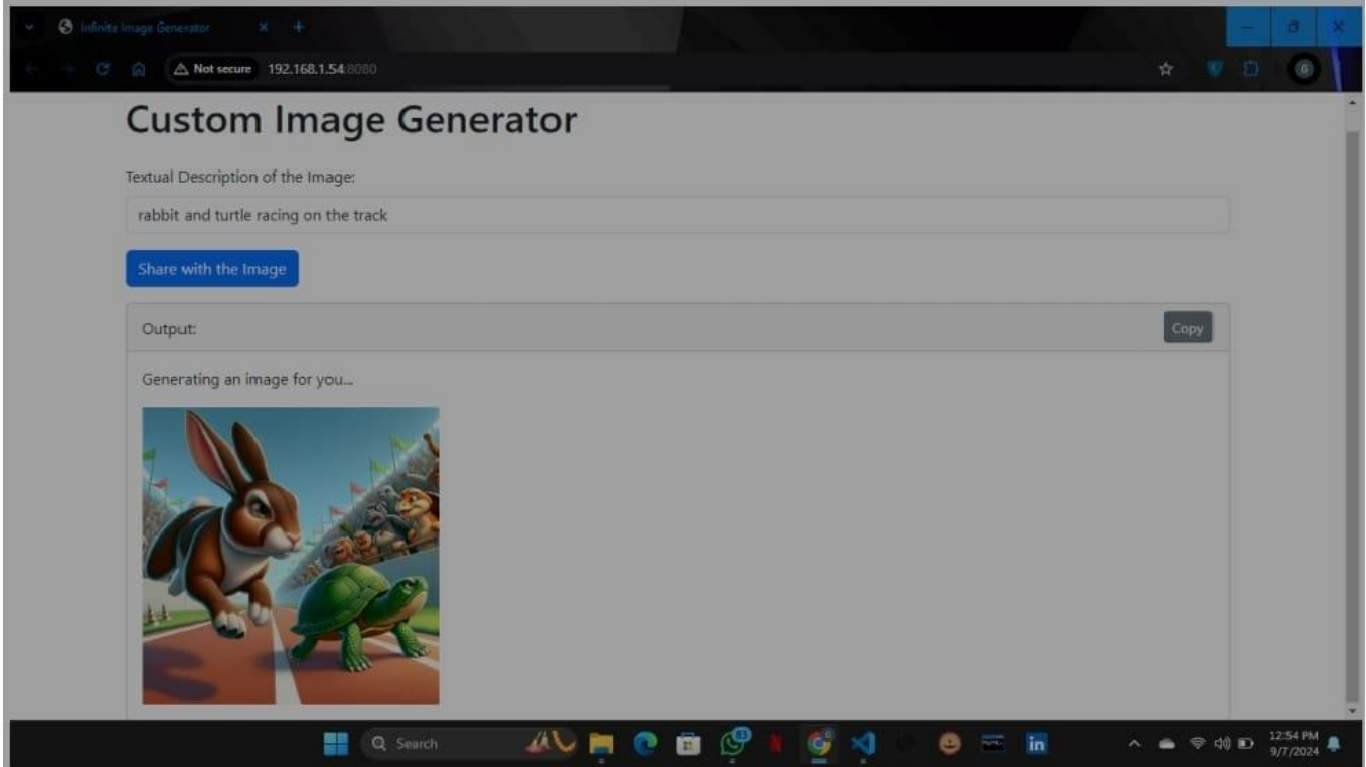 Infinite Image Generator
Not secure 192.168.1.54:8080
G
Custom Image Generator
Textual Description of the Image:
rabbit and turtle racing on the track
Share with the Image
Output:
Copy
Generating an image for you...
Search
83
N
in
12:54 PM
9/7/2024